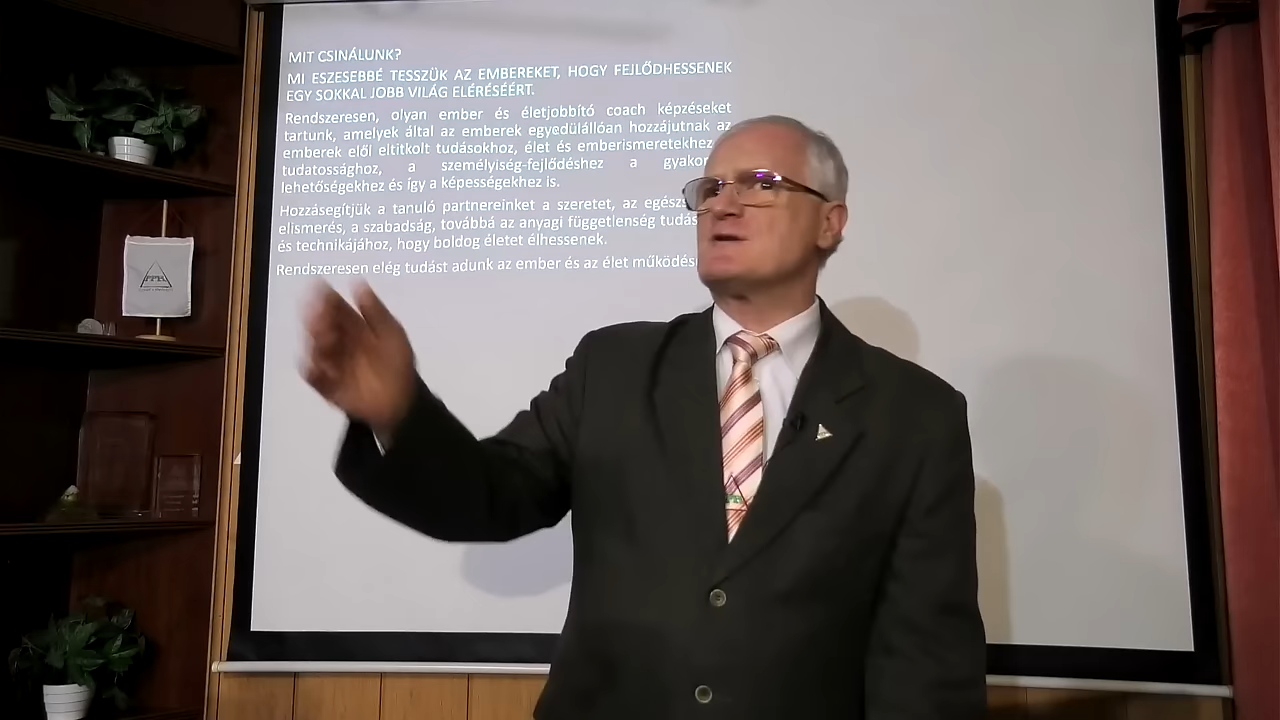 MIT CSINÁLUNK?
MI ESZESEBBÉ TESSZÜK AZ EMBEREKET, HOGY FEJLŐDHESSENEK
EGY SOKKAL JOBB VILÁG ELÉRÉSÉÉRT.
Rendszeresen, olyan ember és életjobbító coach képzéseket
tartunk, amelyek által az emberek egyedülállóan hozzájutnak az
emberek elől eltitkolt tudásokhoz, élet és emberismeretekhez
tudatossághoz, a személyiség-fejlődéshez a
lehetőségekhez és így a képességekhez is.
Hozzásegítjük a tanuló partnereinket a szeretet, az
elismerés, a szabadság, továbbá az anyagi függetlenség
és technikájához, hogy boldog életet élhessenek.
Rendszeresen elég tudást adunk az ember és az élet